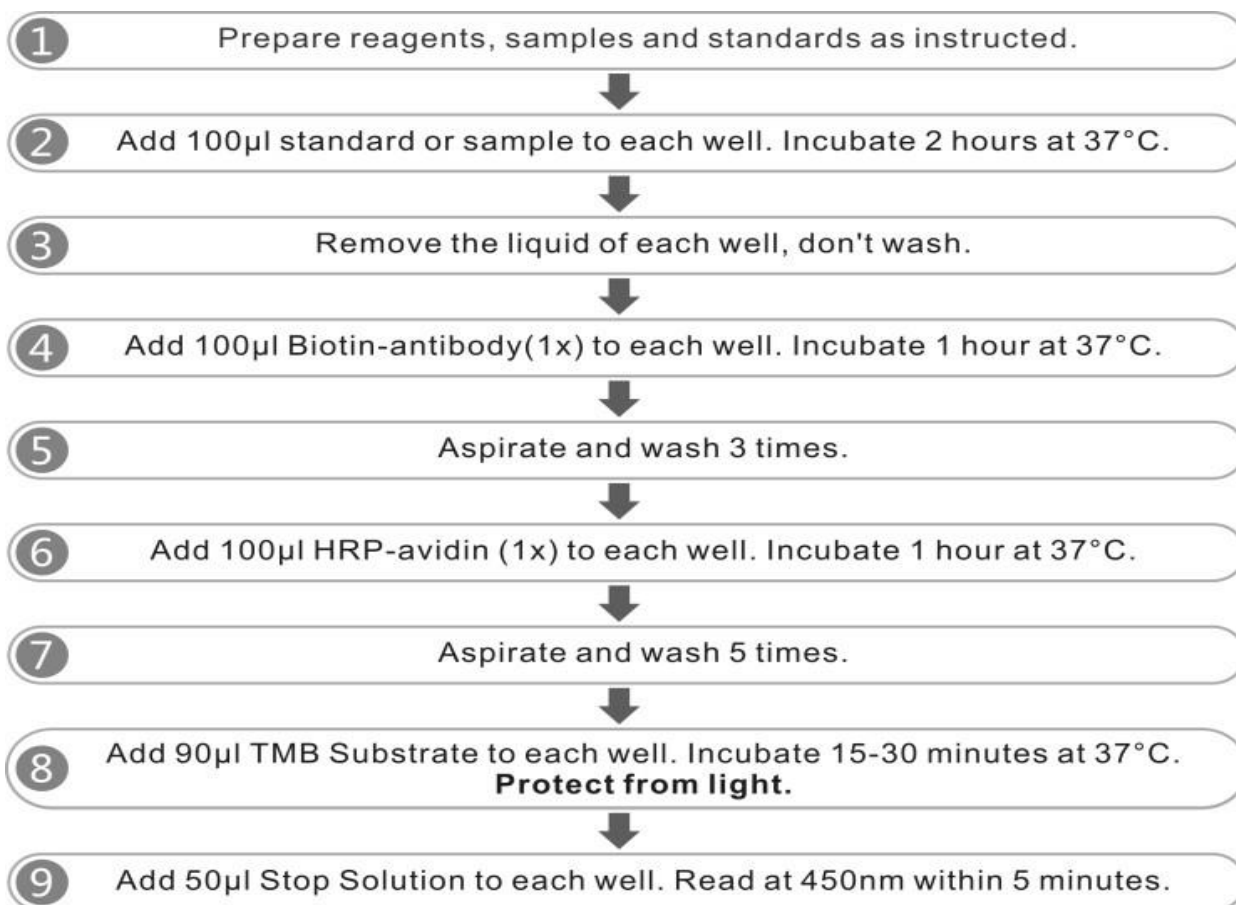 1 Prepare reagents, samples and standards as instructed.
2 Add 100µl standard or sample to each well. Incubate 2 hours at 37°C.
3 Remove the liquid of each well, don't wash.
4 Add 100µl Biotin-antibody(1x) to each well. Incubate 1 hour at 37°C.
5 Aspirate and wash 3 times.
6 Add 100µl HRP-avidin (1x) to each well. Incubate 1 hour at 37°C.
7 Aspirate and wash 5 times.
8 Add 90µl TMB Substrate to each well. Incubate 15-30 minutes at 37°C.
Protect from light.
9 Add 50µl Stop Solution to each well. Read at 450nm within 5 minutes.